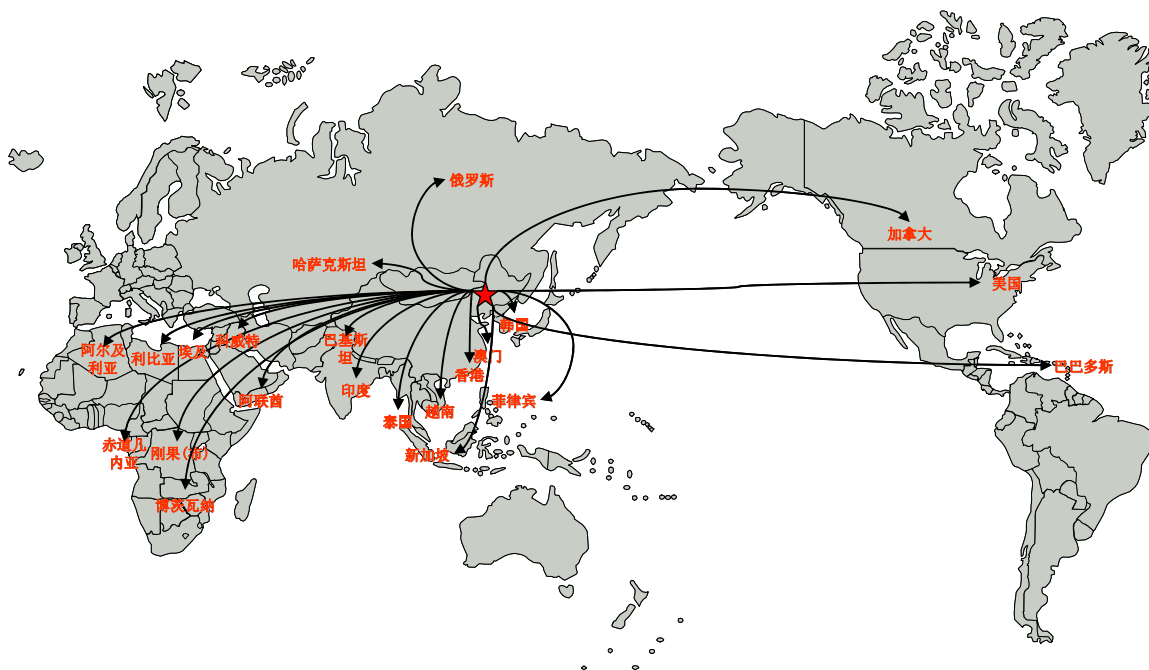 俄罗斯
加拿大
哈萨克斯坦
美国
韩国
科威特
巴基斯
坦
阿尔及
利亚
利比亚
埃及
澳门
香港
巴巴多斯
印度
阿联酋
越南
菲律宾
泰国
赤道几
内亚
刚果(布)
新加坡
博茨瓦纳